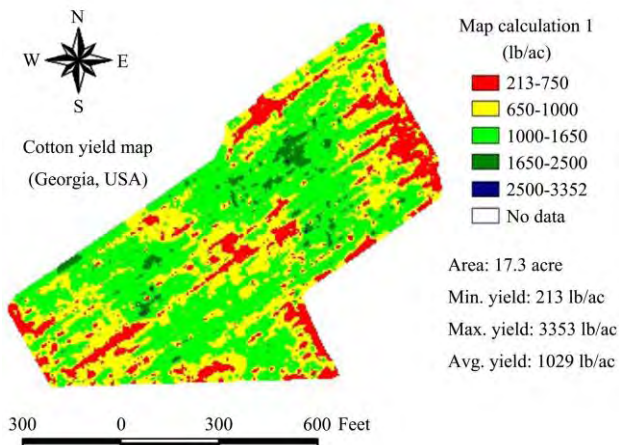 N
W E
S
Cotton yield map
(Georgia, USA)
Map calculation 1
(lb/ac)
213-750
650-1000
1000-1650
1650-2500
2500-3352
No data
Area: 17.3 acre
Min. yield: 213 lb/ac
Max. yield: 3353 lb/ac
Avg. yield: 1029 lb/ac
300 0 300 600 Feet